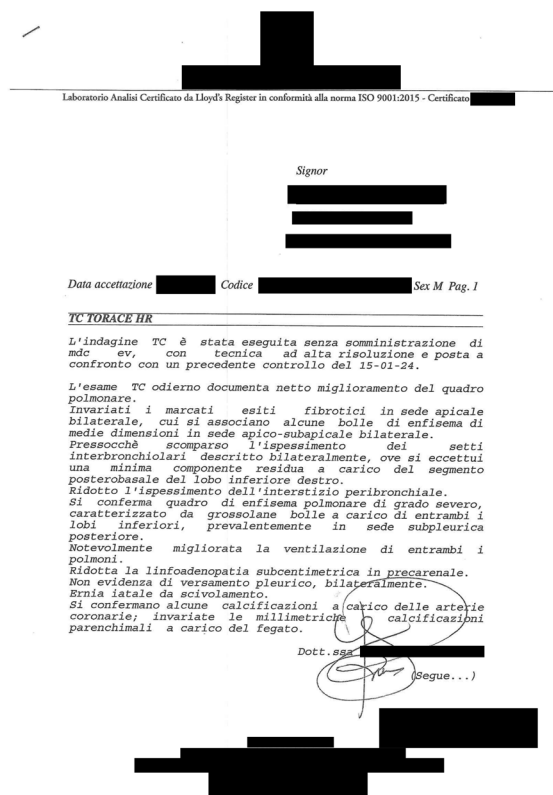 Laboratorio Analisi Certificato da Lloyd's Register in conformità alla norma ISO 9001:2015 - Certificato
Signor
Data accettazione Codice Sex M Pag. 1
TC TORACE HR
L'indagine TC è stata eseguita senza somministrazione di
mdc ev, con tecnica ad alta risoluzione e posta a
confronto con un precedente controllo del 15-01-24.
L'esame TC odierno documenta netto miglioramento del quadro
polmonare.
Invariati i marcati esiti fibrotici in sede apicale
bilaterale, cui si associano alcune bolle di enfisema di
medie dimensioni in sede apico-subapicale bilaterale.
Pressocchè scomparso l'ispessimento dei setti
interbronchiolari descritto bilateralmente, ove si eccettui
una minima componente residua a carico del segmento
posterobasale del lobo inferiore destro.
Ridotto l'ispessimento dell'interstizio peribronchiale.
Si conferma quadro di enfisema polmonare di grado severo,
caratterizzato da grossolane bolle a carico di entrambi i
lobi inferiori, prevalentemente in sede subpleurica
posteriore.
Notevolmente migliorata la ventilazione di entrambi i
polmoni.
Ridotta la linfoadenopatia subcentimetrica in precarenale.
Non evidenza di versamento pleurico, bilateralmente.
Ernia iatale da scivolamento.
Si confermano alcune calcificazioni a carico delle arterie
coronarie; invariate le millimetriche calcificazioni
parenchimali a carico del fegato.
Dott.ssa
(Segue...)